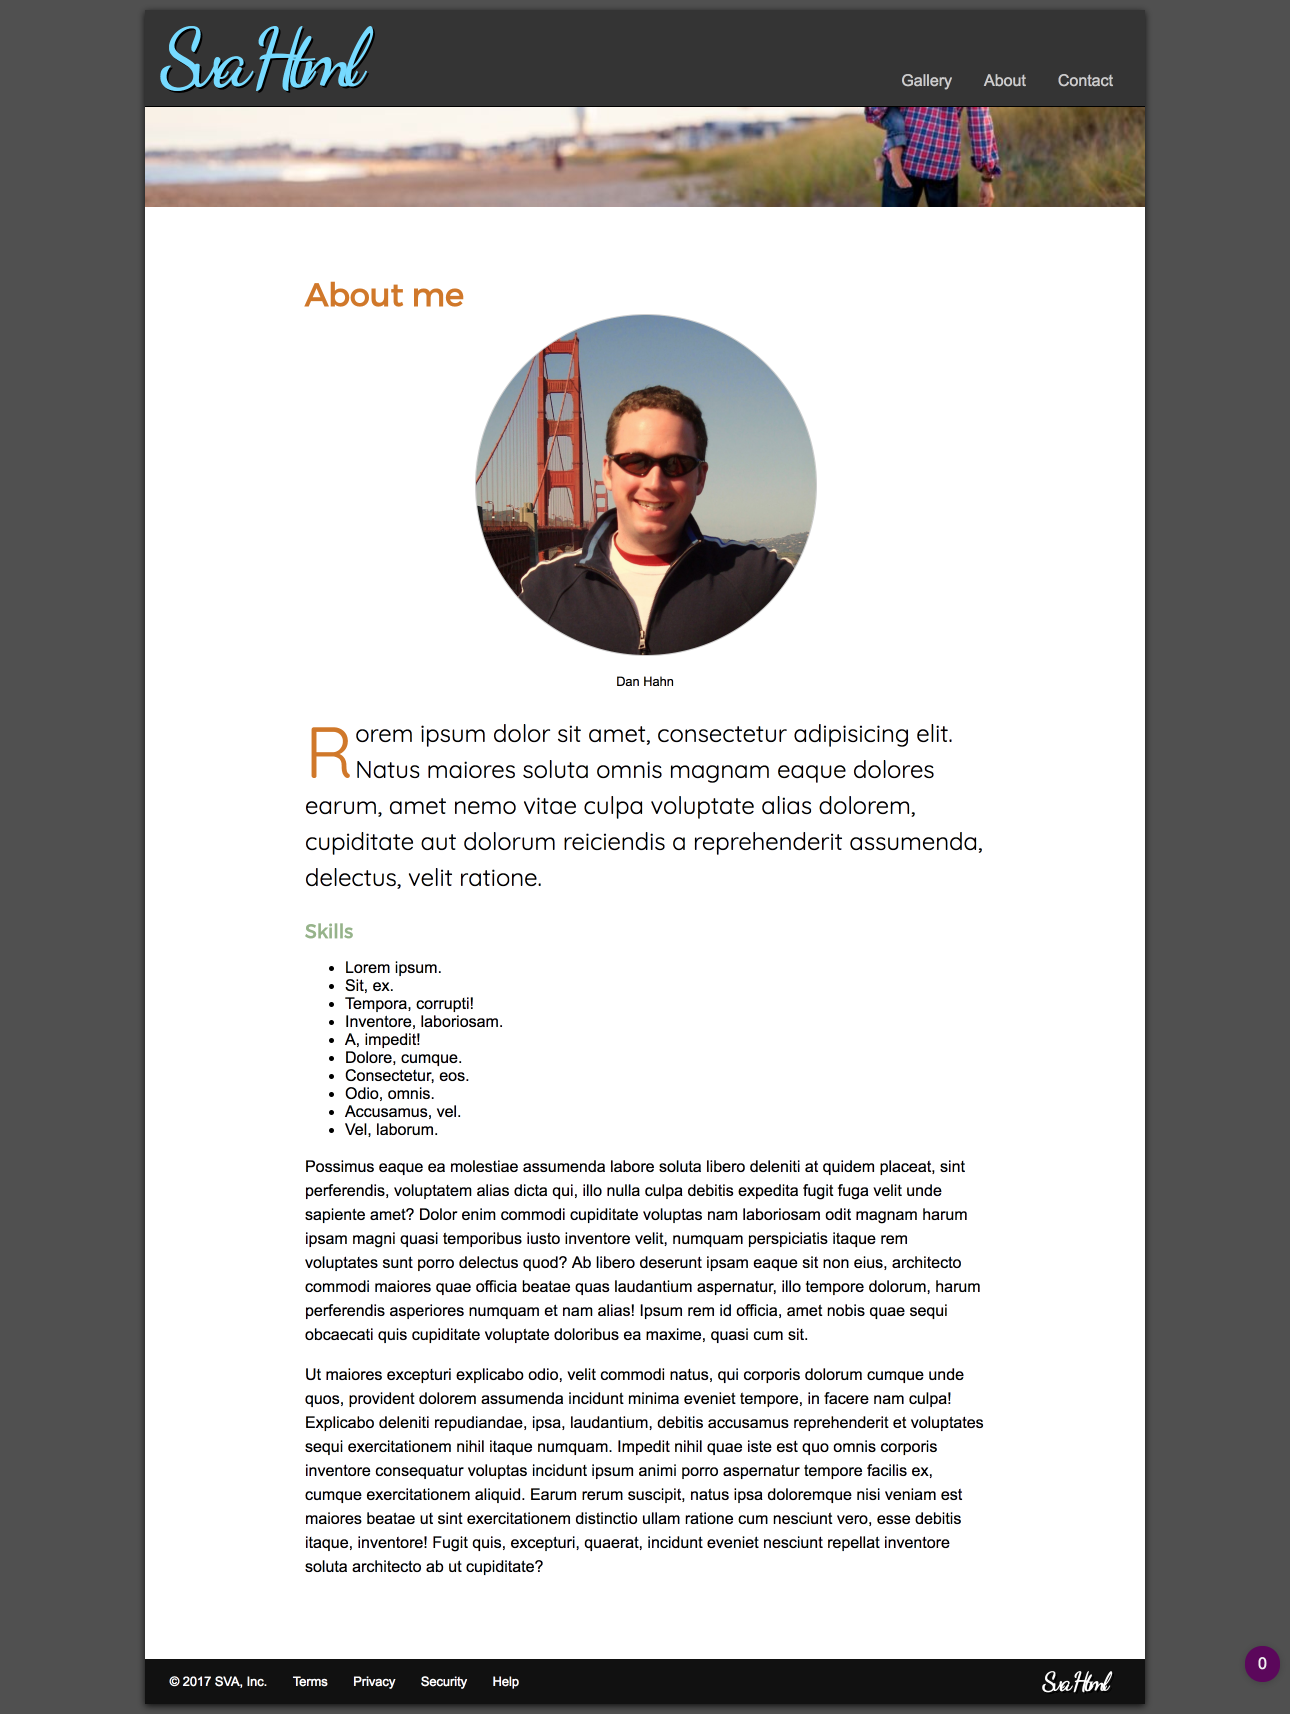 Sva Html
Gallery About Contact
About me
Dan Hahn
Rorem ipsum dolor sit amet, consectetur adipisicing elit.
Natus maiores soluta omnis magnam eaque dolores
earum, amet nemo vitae culpa voluptate alias dolorem,
cupiditate aut dolorum reiciendis a reprehenderit assumenda,
delectus, velit ratione.
Skills
• Lorem ipsum.
• Sit, ex.
• Tempora, corrupti!
• Inventore, laboriosam.
• A, impedit!
• Dolore, cumque.
• Consectetur, eos.
• Odio, omnis.
• Accusamus, vel.
• Vel, laborum.
Possimus eaque ea molestiae assumenda labore soluta libero deleniti at quidem placeat, sint
perferendis, voluptatem alias dicta qui, illo nulla culpa debitis expedita fugit fuga velit unde
sapiente amet? Dolor enim commodi cupiditate voluptas nam laboriosam odit magnam harum
ipsam magni quasi temporibus iusto inventore velit, numquam perspiciatis itaque rem
voluptates sunt porro delectus quod? Ab libero deserunt ipsam eaque sit non eius, architecto
commodi maiores quae officia beatae quas laudantium aspernatur, illo tempore dolorum, harum
perferendis asperiores numquam et nam alias! Ipsum rem id officia, amet nobis quae sequi
obcaecati quis cupiditate voluptate doloribus ea maxime, quasi cum sit.
Ut maiores excepturi explicabo odio, velit commodi natus, qui corporis dolorum cumque unde
quos, provident dolorem assumenda incidunt minima eveniet tempore, in facere nam culpa!
Explicabo deleniti repudiandae, ipsa, laudantium, debitis accusamus reprehenderit et voluptates
sequi exercitationem nihil itaque numquam. Impedit nihil quae iste est quo omnis corporis
inventore consequatur voluptas incidunt ipsum animi porro aspernatur tempore facilis ex,
cumque exercitationem aliquid. Earum rerum suscipit, natus ipsa doloremque nisi veniam est
maiores beatae ut sint exercitationem distinctio ullam ratione cum nesciunt vero, esse debitis
itaque, inventore! Fugit quis, excepturi, quaerat, incidunt eveniet nesciunt repellat inventore
soluta architecto ab ut cupiditate?
0
© 2017 SVA, Inc. Terms Privacy Security Help Sva Html